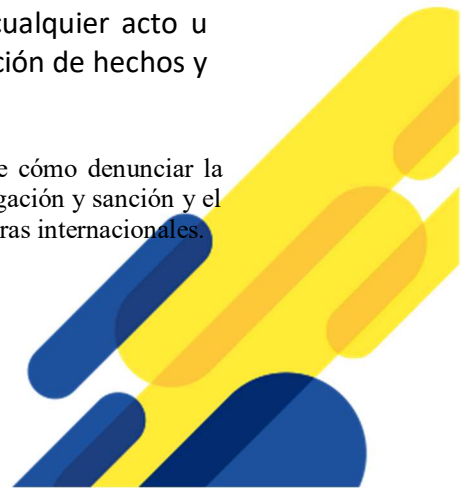 cualquier acto u
ción de hechos y
e cómo denunciar la
gación y sanción y el
ras internacionales.